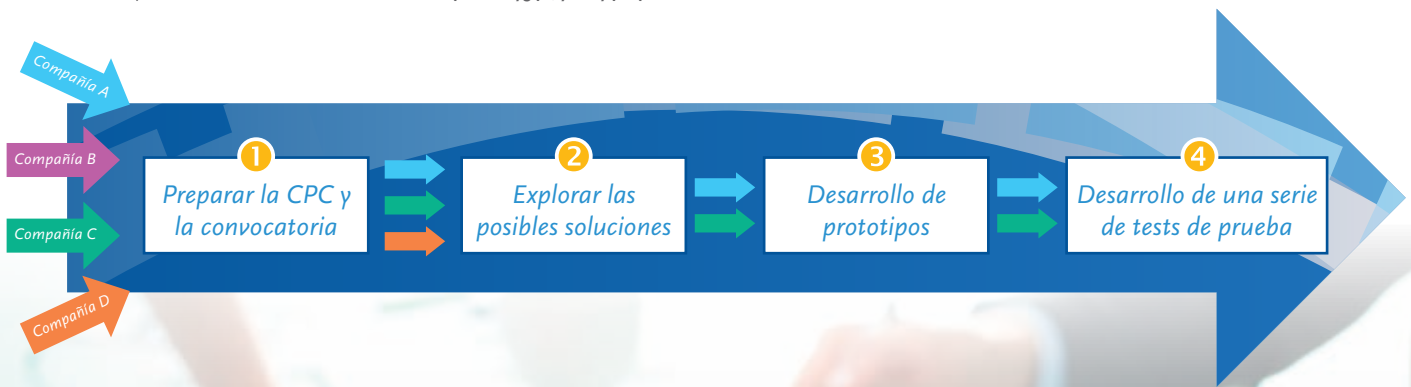 Compañía A
Compañía B
Compañía C
Compañía D
1
Preparar la CPC y
la convocatoria
2
Explorar las
posibles soluciones
3
Desarrollo de
prototipos
4
Desarrollo de una serie
de tests de prueba